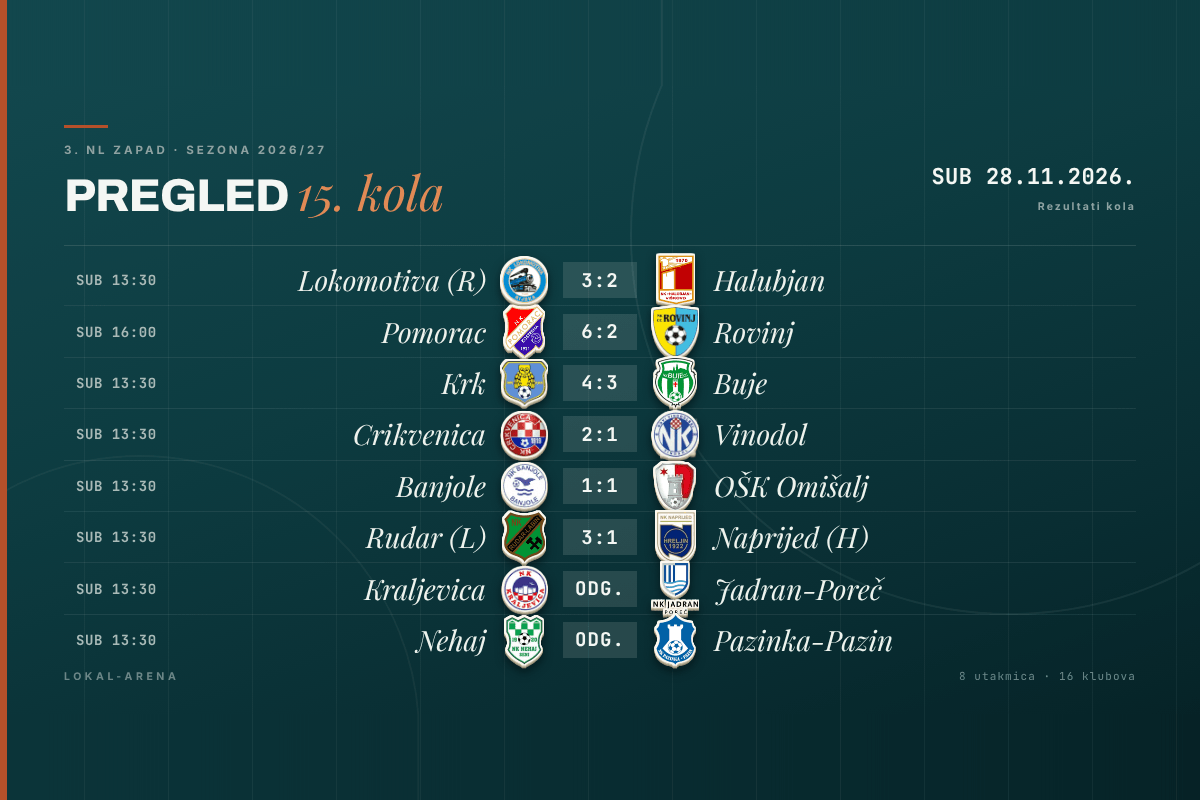 3. NL ZAPAD · SEZONA 2026/27
PREGLED 15. kola
SUB 28.11.2026.
Rezultati kola
SUB 13:30 Lokomotiva (R) 3:2 Halubjan
SUB 16:00 Pomorac 6:2 Rovinj
SUB 13:30 Krk 4:3 Buje
SUB 13:30 Crikvenica 2:1 Vinodol
SUB 13:30 Banjole 1:1 OŠK Omišalj
SUB 13:30 Rudar (L) 3:1 Naprijed (H)
SUB 13:30 Kraljevica ODG. Jadran-Poreč
SUB 13:30 Nehaj ODG. Pazinka-Pazin
LOKAL-ARENA
8 utakmica · 16 klubova